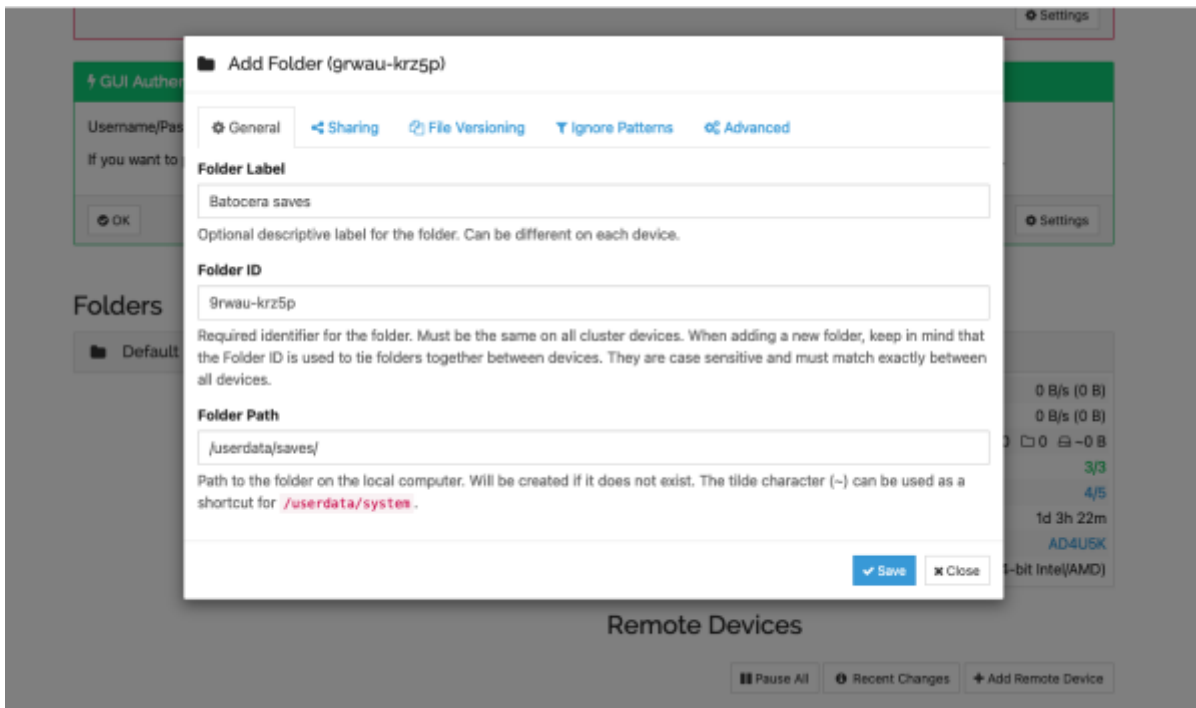 Settings
Add Folder (9rwau-krz5p)
GUI Authen
Username/Pas
General Sharing File Versioning Ignore Patterns Advanced
If you want to
Folder Label
Batocera saves
OK
Settings
Optional descriptive label for the folder. Can be different on each device.
Folder ID
9rwau-krz5p
Folders
Required identifier for the folder. Must be the same on all cluster devices. When adding a new folder, keep in mind that
Default
the Folder ID is used to tie folders together between devices. They are case sensitive and must match exactly between
all devices.
0 B/s (0 B)
Folder Path
0 B/s (0 B)
/userdata/saves/
0 ~0 B
3/3
Path to the folder on the local computer. Will be created if it does not exist. The tilde character (~) can be used as a
4/5
shortcut for /userdata/system.
1d 3h 22m
AD4U5K
Save Close
-bit Intel/AMD)
Remote Devices
Pause All Recent Changes Add Remote Device